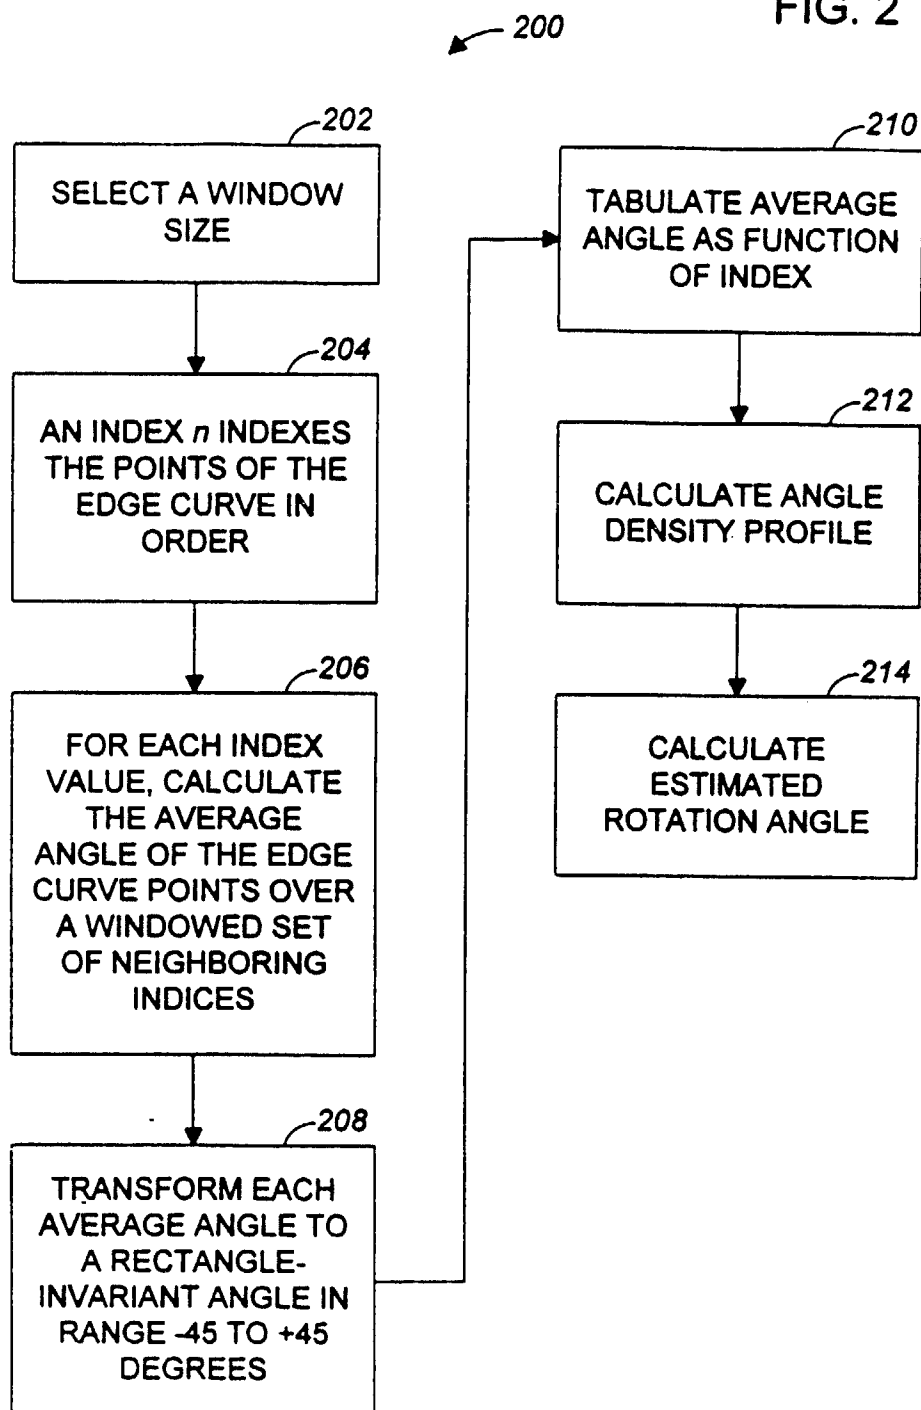 FIG. 2
200
202
SELECT A WINDOW
SIZE
204
AN INDEX n INDEXES
THE POINTS OF THE
EDGE CURVE IN
ORDER
206
FOR EACH INDEX
VALUE, CALCULATE
THE AVERAGE
ANGLE OF THE EDGE
CURVE POINTS OVER
A WINDOWED SET
OF NEIGHBORING
INDICES
208
TRANSFORM EACH
AVERAGE ANGLE TO
A RECTANGLE-
INVARIANT ANGLE IN
RANGE -45 TO +45
DEGREES
210
TABULATE AVERAGE
ANGLE AS FUNCTION
OF INDEX
212
CALCULATE ANGLE
DENSITY PROFILE
214
CALCULATE
ESTIMATED
ROTATION ANGLE